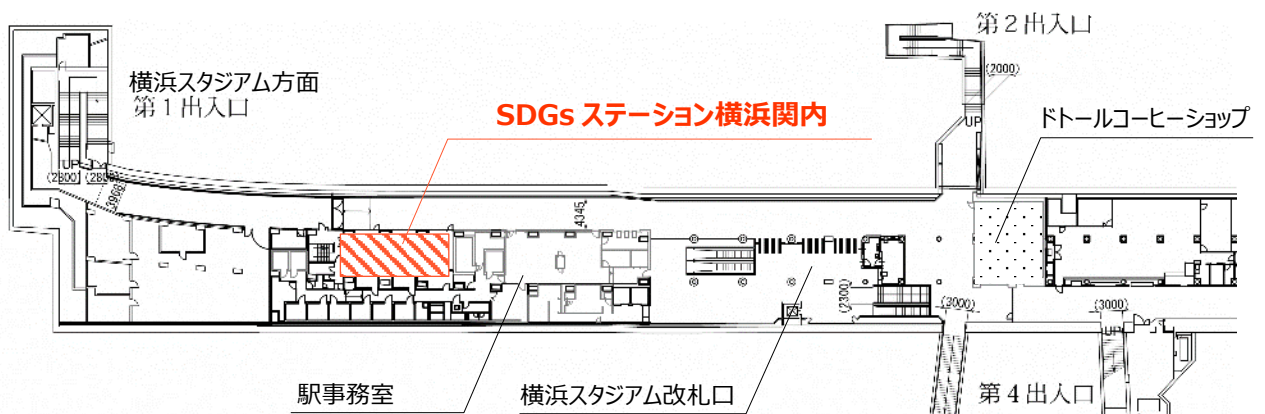 第２出入口
横浜スタジアム方面
第１出入口
(2000)
SDGs ステーション横浜関内
ドトールコーヒーショップ
UP
UP
(2800)
(2800)
3900
4345
(2300)
(3000)
(3000)
UP
駅事務室
横浜スタジアム改札口
第４出入口